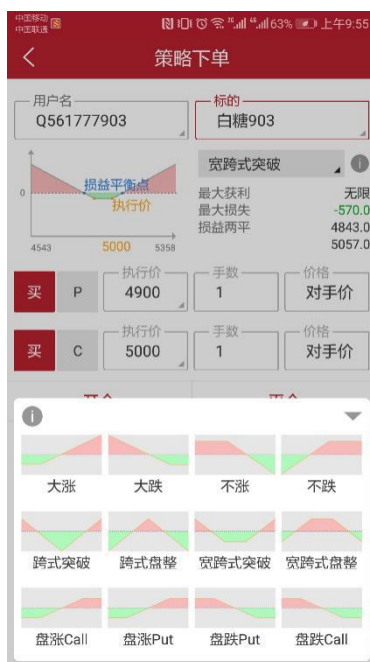 中国移动
中国联通
63% 上午9:55
策略下单
用户名
Q561777903
标的
白糖903
宽跨式突破
0
损益平衡点
执行价
4543 5000 5358
最大获利 无限
最大损失 -570.0
损益两平 4843.0
5057.0
买 P
执行价
4900
手数
1
价格
对手价
买 C
执行价
5000
手数
1
价格
对手价
大涨 大跌 不涨 不跌
跨式突破 跨式盘整 宽跨式突破 宽跨式盘整
盘涨Call 盘涨Put 盘跌Put 盘跌Call